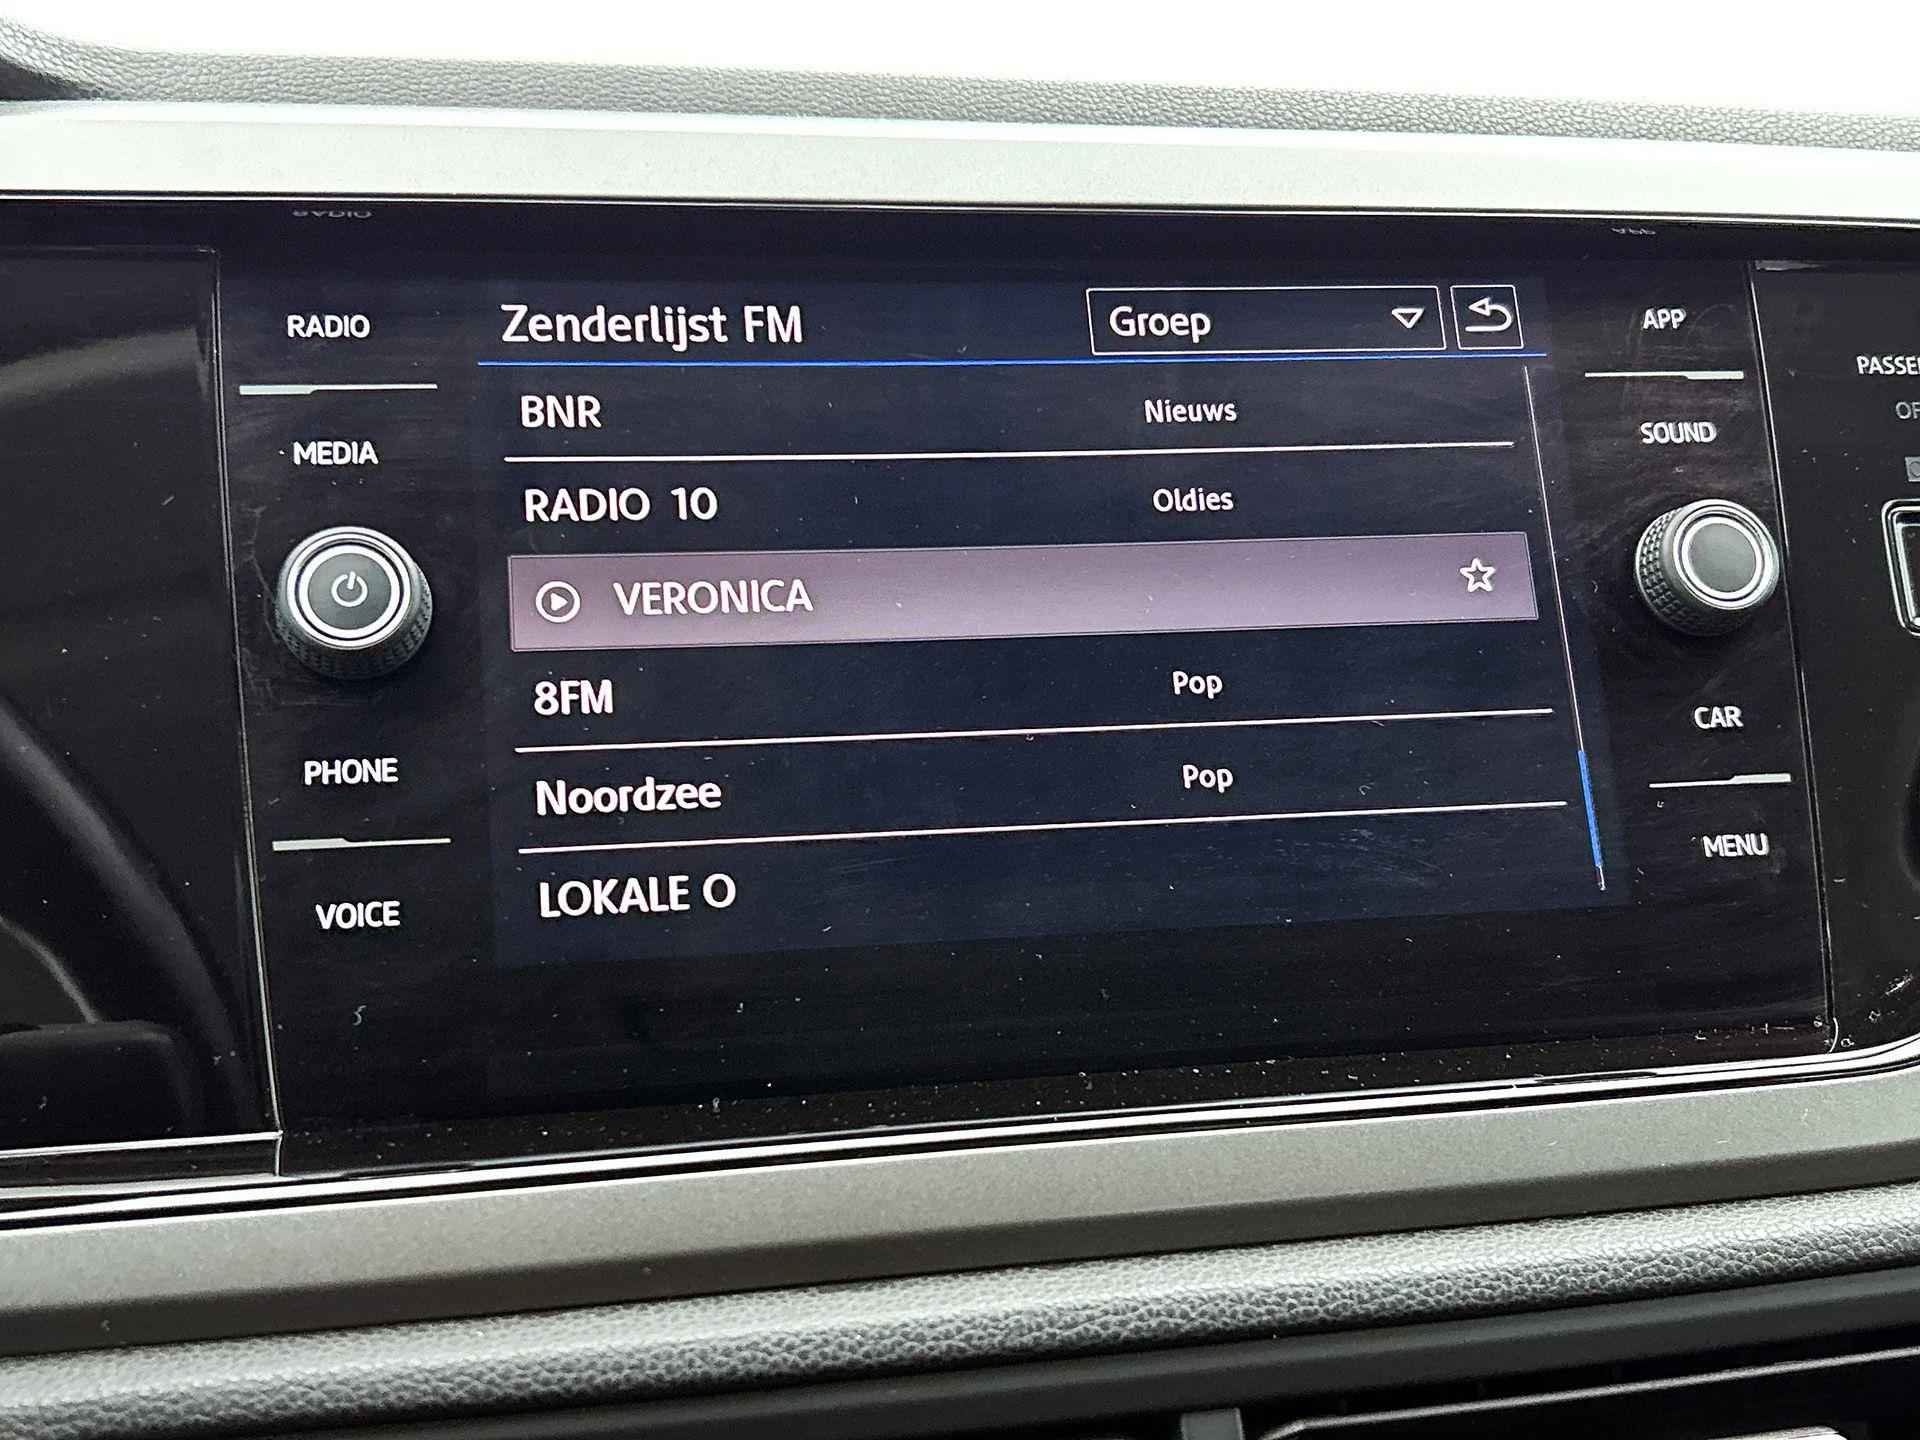 RADIO
MEDIA
PHONE
VOICE
Zenderlijst FM
Groep
BNR Nieuws
RADIO 10 Oldies
VERONICA
8FM Pop
Noordzee Pop
LOKALE O
APP
SOUND
CAR
MENU